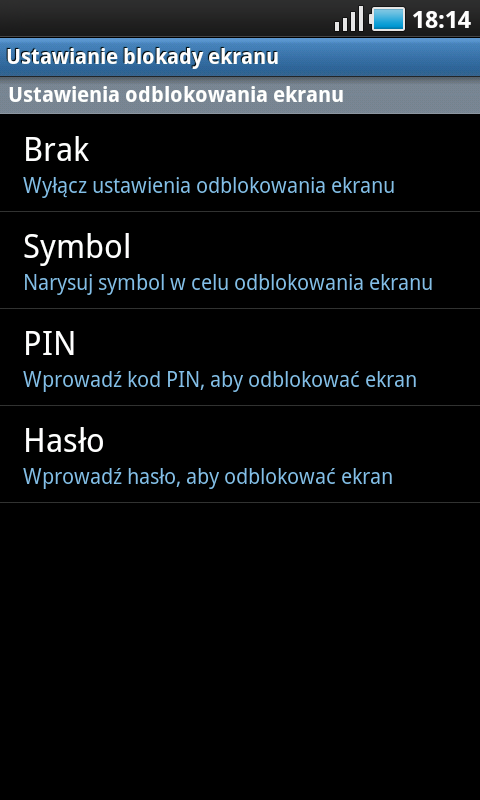 18:14
Ustawianie blokady ekranu
Ustawienia odblokowania ekranu
Brak
Wyłącz ustawienia odblokowania ekranu
Symbol
Narysuj symbol w celu odblokowania ekranu
PIN
Wprowadź kod PIN, aby odblokować ekran
Hasło
Wprowadź hasło, aby odblokować ekran